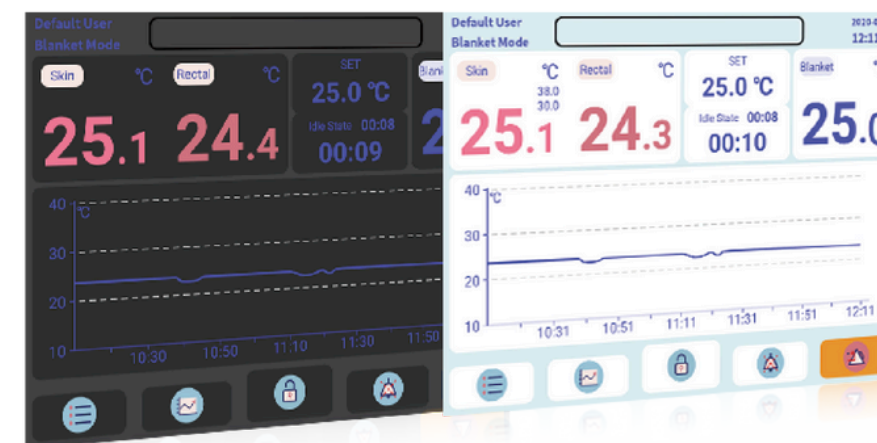 Default User
Blanket Mode
Skin °C
25.1
Rectal °C
24.4
SET
25.0 °C
Idle State 00:08
00:09
40
°C
30
20
10
10:30 10:50 11:10 11:30 11:50
Default User
Blanket Mode
12:11
Skin °C
38.0
30.0
25.1
Rectal °C
24.3
SET
25.0 °C
Idle State 00:08
00:10
Blanket
25.0
40
°C
30
20
10
10:31 10:51 11:11 11:31 11:51 12:11